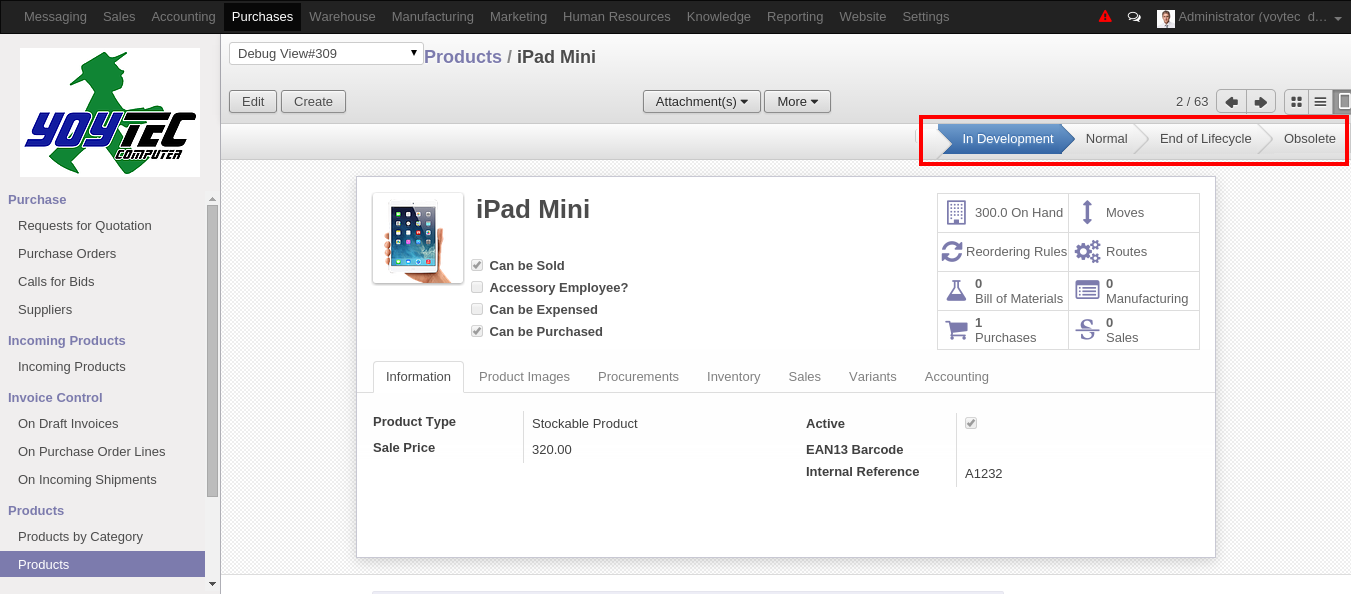 Messaging Sales Accounting Purchases Warehouse Manufacturing Marketing Human Resources Knowledge Reporting Website Settings Administrator (yoytec_d...
Debug View#309 Products / iPad Mini
Edit Create Attachment(s) More 2 / 63
YOYTEC
COMPUTER
In Development Normal End of Lifecycle Obsolete
Purchase
Requests for Quotation
Purchase Orders
Calls for Bids
Suppliers
Incoming Products
Incoming Products
Invoice Control
On Draft Invoices
On Purchase Order Lines
On Incoming Shipments
Products
Products by Category
Products
iPad Mini
Can be Sold
Accessory Employee?
Can be Expensed
Can be Purchased
300.0 On Hand Moves
Reordering Rules Routes
0 0
Bill of Materials Manufacturing
1 0
Purchases Sales
Information Product Images Procurements Inventory Sales Variants Accounting
Product Type Stockable Product Active
Sale Price 320.00 EAN13 Barcode
Internal Reference A1232